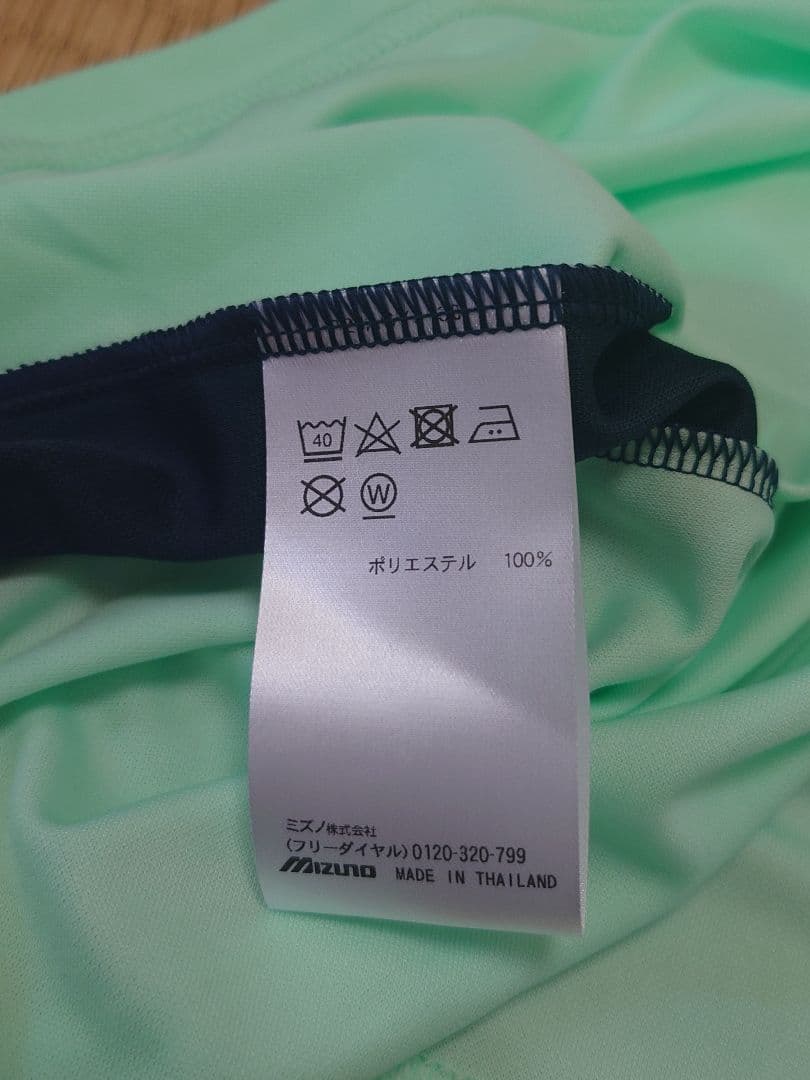 40
W
ポリエステル 100%
ミズノ株式会社
(フリーダイヤル)0120-320-799
MIZUNO MADE IN THAILAND